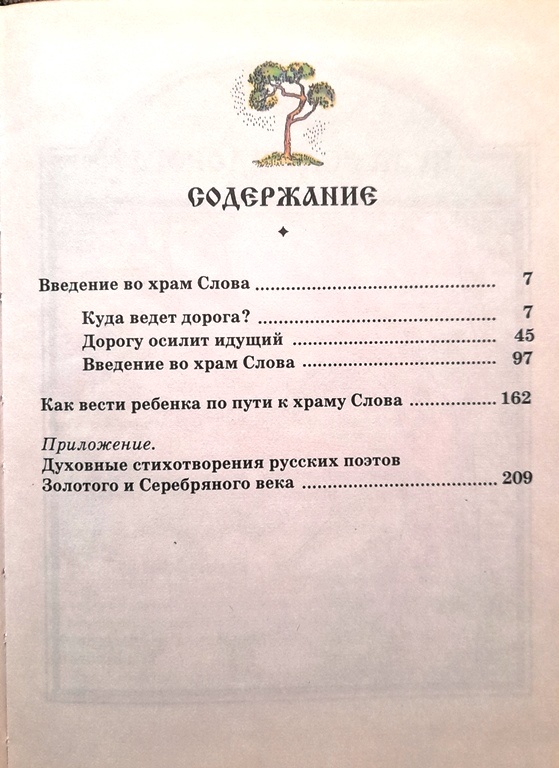 СОДЕРЖАНИЕ
Введение во храм Слова ............................................... 7
Куда ведет дорога? ............................................... 7
Дорогу осилит идущий ........................................ 45
Введение во храм Слова ...................................... 97
Как вести ребенка по пути к храму Слова ................. 162
Приложение.
Духовные стихотворения русских поэтов
Золотого и Серебряного века ...................................... 209